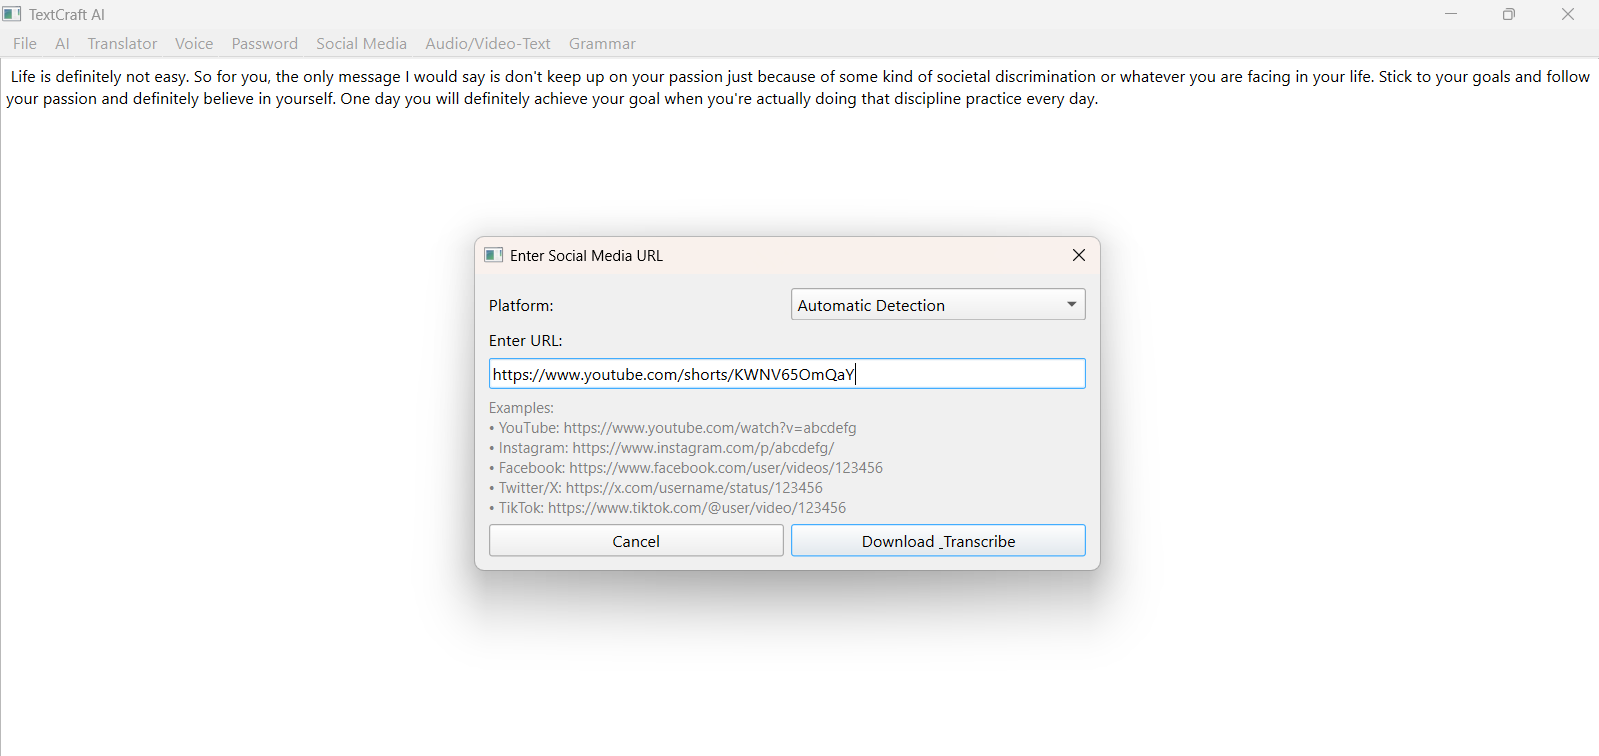 TextCraft AI
File AI Translator Voice Password Social Media Audio/Video-Text Grammar
Life is definitely not easy. So for you, the only message I would say is don't keep up on your passion just because of some kind of societal discrimination or whatever you are facing in your life. Stick to your goals and follow
your passion and definitely believe in yourself. One day you will definitely achieve your goal when you're actually doing that discipline practice every day.
Enter Social Media URL
Platform: Automatic Detection
Enter URL:
https://www.youtube.com/shorts/KWNV65OmQaY
Examples:
• YouTube: https://www.youtube.com/watch?v=abcdefg
• Instagram: https://www.instagram.com/p/abcdefg/
• Facebook: https://www.facebook.com/user/videos/123456
• Twitter/X: https://x.com/username/status/123456
• TikTok: https://www.tiktok.com/@user/video/123456
Cancel Download _Transcribe